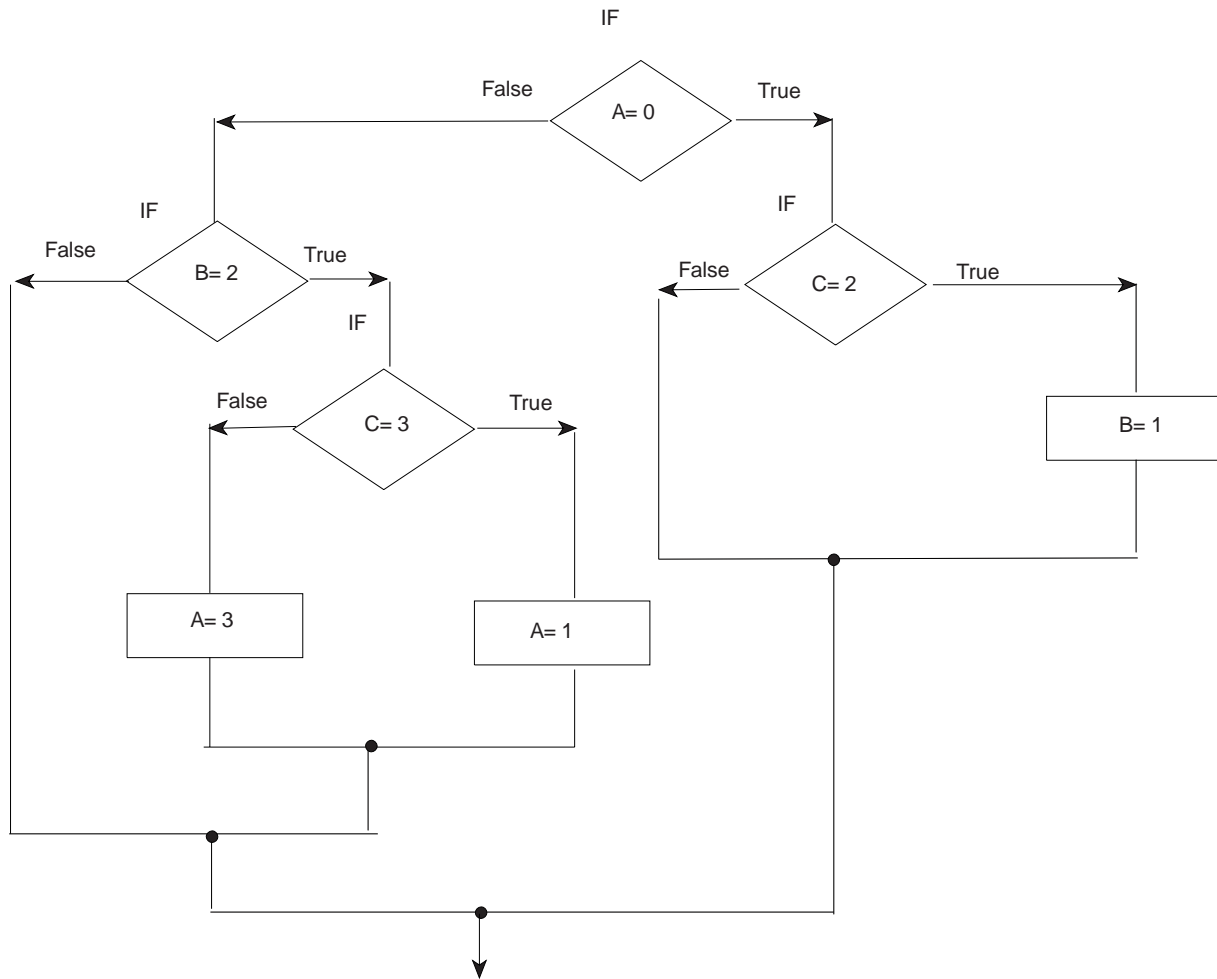 IF
False
A= 0
True
IF
False
B= 2
True
IF
False
C= 2
True
IF
False
C= 3
True
B= 1
A= 3
A= 1